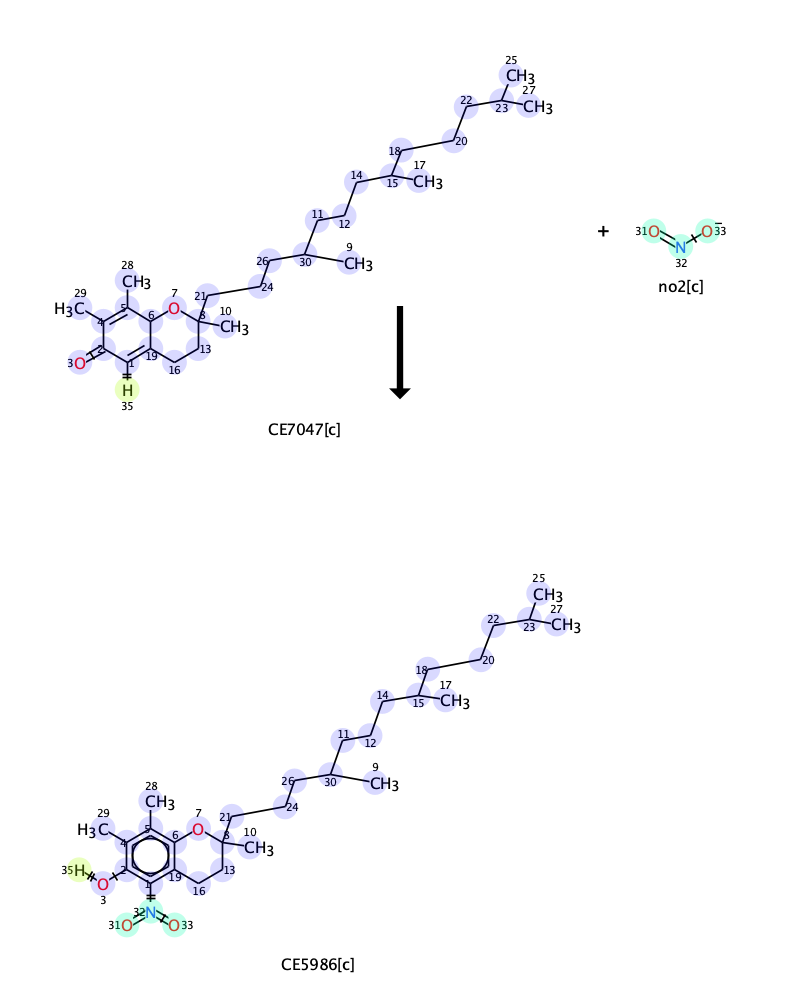 25
CH3
27
22 23 CH3
20
18
17
14 15 CH3
11 12
9
26 30 CH3
24
28
CH3
21
29 7 10
H3C 5 O CH3
4 6 8
3 O 2 19 13
1 16
H
35
CE7047[c]
+
31 O N O − 33
32
no2[c]
25
CH3
27
22 23 CH3
20
18
17
14 15 CH3
11 12
9
26 30 CH3
24
28
CH3
21
29 7 10
H3C 5 O CH3
4 6 8
35 H 2 19 13
O 1 16
3
32 N
31 O O 33
CE5986[c]